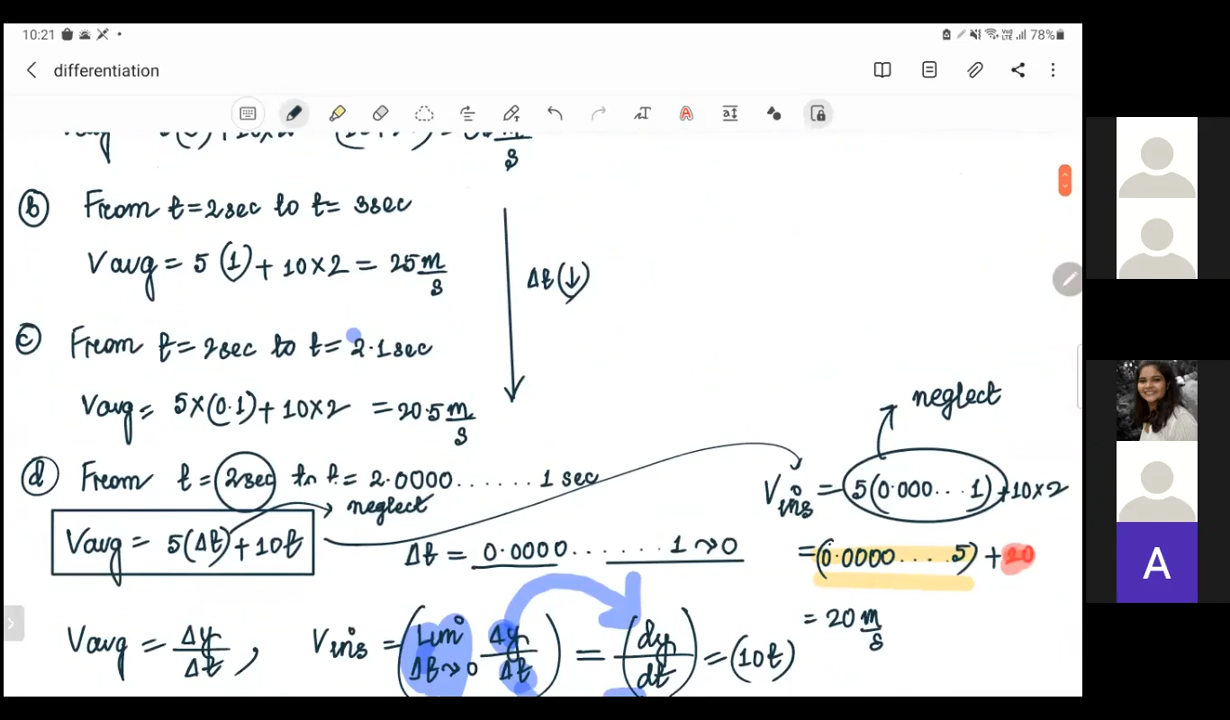 10:21
78%
differentiation
m
s
(b) From t=2sec to t= 3sec
Vavg = 5 (1) + 10×2 = 25 m/s
Δt(↓)
(c) From t= 2sec to t= 2.1sec
Vavg = 5×(0.1)+10×2 = 20.5 m/s
neglect
(d) From t= 2sec to t= 2.0000......1 sec
Vins = 5(0.000...1)+10×2
neglect
Vavg = 5(Δt)+10t
Δt = 0.0000......1→0
=(0.0000....5)+20
= 20 m/s
Vavg = Δy/Δt , Vins = (Lim Δt→0 Δy/Δt) = (dy/dt) = (10t)
A